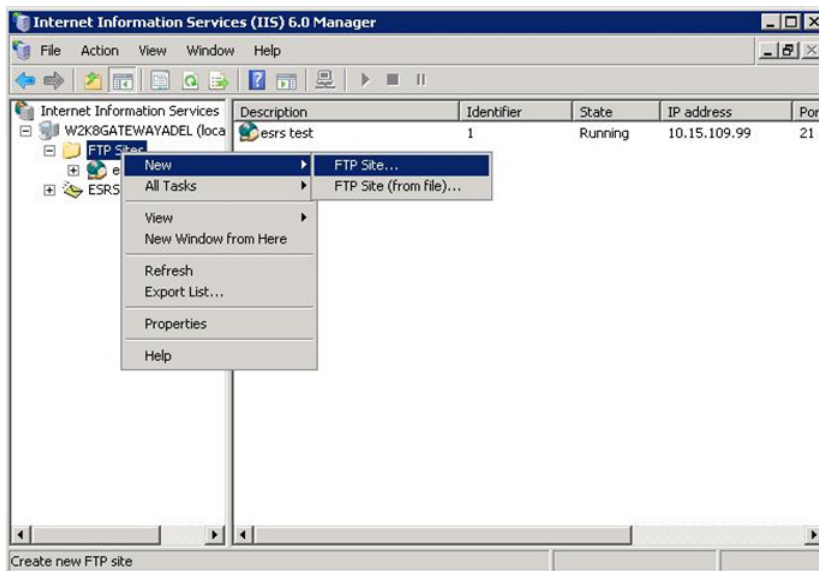 Internet Information Services (IIS) 6.0 Manager
File Action View Window Help
Internet Information Services
W2K8GATEWAYADEL (loca
FTP Sites
e
ESRS
Description Identifier State IP address Por
esrs test 1 Running 10.15.109.99 21
New
All Tasks
View
New Window from Here
Refresh
Export List...
Properties
Help
FTP Site...
FTP Site (from file)...
Create new FTP site